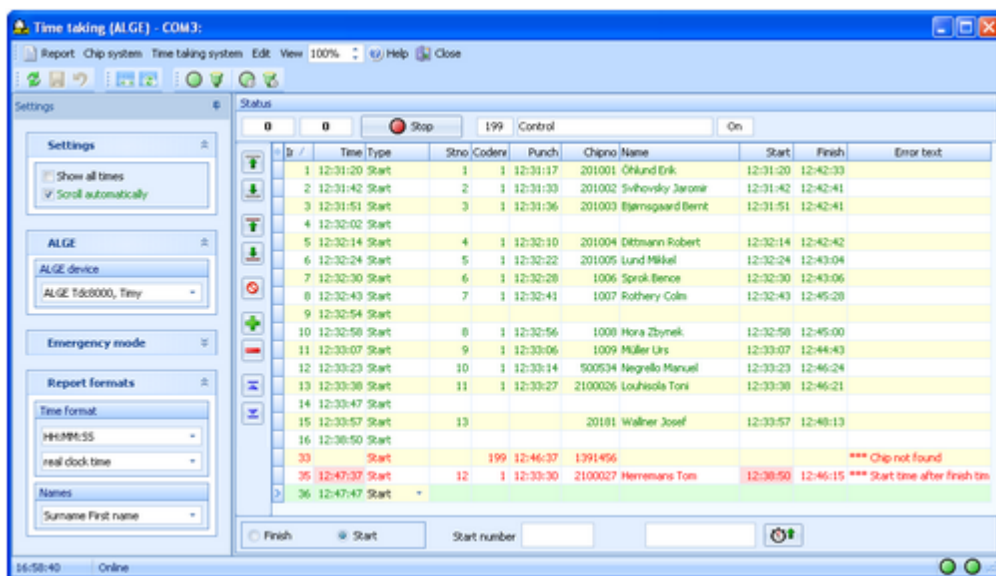 Time taking (ALGE) - COM3:
Report Chip system Time taking system Edit View 100% Help Close
Settings
Status
0 0 Stop 199 Control On
Settings
Show all times
Scroll automatically
ALGE
ALGE device
ALGE Tdc8000, Timy
Emergency mode
Report formats
Time format
HH:MM:SS
real clock time
Names
Surname First name
Time Type Stno Codenr Punch Chipno Name Start Finish Error text
1 12:31:20 Start 1 1 12:31:17 201001 Öhlund Erik 12:31:20 12:42:33
2 12:31:42 Start 2 1 12:31:33 201002 Svihovsky Jaromir 12:31:42 12:42:41
3 12:31:51 Start 3 1 12:31:36 201003 Bjørnsgaard Bernt 12:31:51 12:42:41
4 12:32:02 Start
5 12:32:14 Start 4 1 12:32:10 201004 Dittmann Robert 12:32:14 12:42:42
6 12:32:24 Start 5 1 12:32:22 201005 Lund Mikkel 12:32:24 12:43:04
7 12:32:30 Start 6 1 12:32:28 1006 Sprok Bence 12:32:30 12:43:06
8 12:32:43 Start 7 1 12:32:41 1007 Rothery Colm 12:32:43 12:45:28
9 12:32:54 Start
10 12:32:58 Start 8 1 12:32:56 1008 Hora Zbynek 12:32:58 12:45:00
11 12:33:07 Start 9 1 12:33:06 1009 Müller Urs 12:33:07 12:44:43
12 12:33:23 Start 10 1 12:33:14 500534 Negrello Manuel 12:33:23 12:46:24
13 12:33:38 Start 11 1 12:33:27 2100026 Louhisola Toni 12:33:38 12:46:21
14 12:33:47 Start
15 12:33:57 Start 13 20181 Wallner Josef 12:33:57 12:48:13
16 12:38:50 Start
33 Start 199 12:46:37 1391456 *** Chip not found
35 12:47:37 Start 12 1 12:33:30 2100027 Herremans Tom 12:38:50 12:46:15 *** Start time after finish tim
36 12:47:47 Start
Finish Start Start number
16:58:40 Online